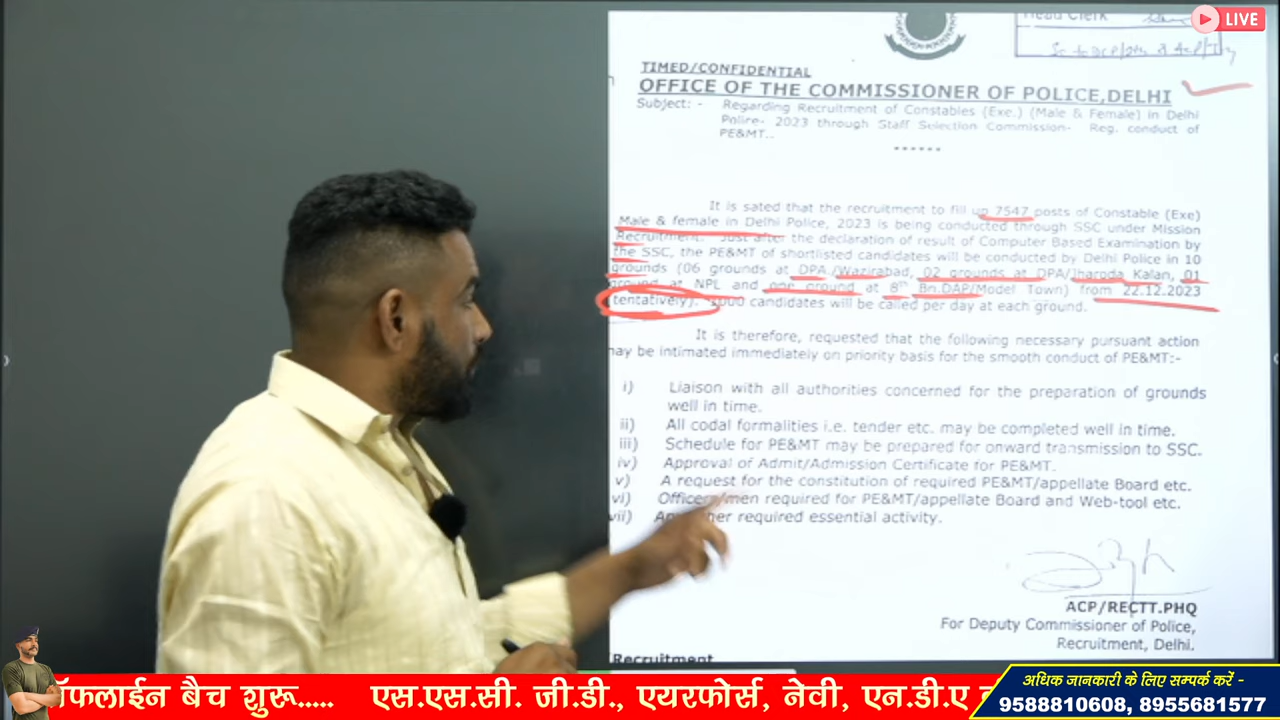 Head Clerk
LIVE
TIMED/CONFIDENTIAL
OFFICE OF THE COMMISSIONER OF POLICE,DELHI
Subject: - Regarding Recruitment of Constables (Exe.) (Male & Female) in Delhi
Police- 2023 through Staff Selection Commission- Reg. conduct of
PE&MT..
******
It is sated that the recruitment to fill up 7547 posts of Constable (Exe)
Male & female in Delhi Police, 2023 is being conducted through SSC under Mission
Recruitment. Just after the declaration of result of Computer Based Examination by
the SSC, the PE&MT of shortlisted candidates will be conducted by Delhi Police in 10
grounds (06 grounds at DPA /Wazirabad, 02 grounds at DPA/Jharoda Kalan, 01
ground at NPL and one ground at 8th Bn.DAP/Model Town) from 22.12.2023
tentatively). 1000 candidates will be called per day at each ground.
It is therefore, requested that the following necessary pursuant action
may be intimated immediately on priority basis for the smooth conduct of PE&MT:-
i) Liaison with all authorities concerned for the preparation of grounds
well in time.
ii) All codal formalities i.e. tender etc. may be completed well in time.
iii) Schedule for PE&MT may be prepared for onward transmission to SSC.
iv) Approval of Admit/Admission Certificate for PE&MT.
v) A request for the constitution of required PE&MT/appellate Board etc.
vi) Officers/men required for PE&MT/appellate Board and Web-tool etc.
vii) Any other required essential activity.
ACP/RECTT.PHQ
For Deputy Commissioner of Police,
Recruitment, Delhi.
Recruitment
ऑफलाईन बैच शुरू..... एस.एस.सी. जी.डी., एयरफोर्स, नेवी, एन.डी.ए
अधिक जानकारी के लिए सम्पर्क करें -
9588810608, 8955681577